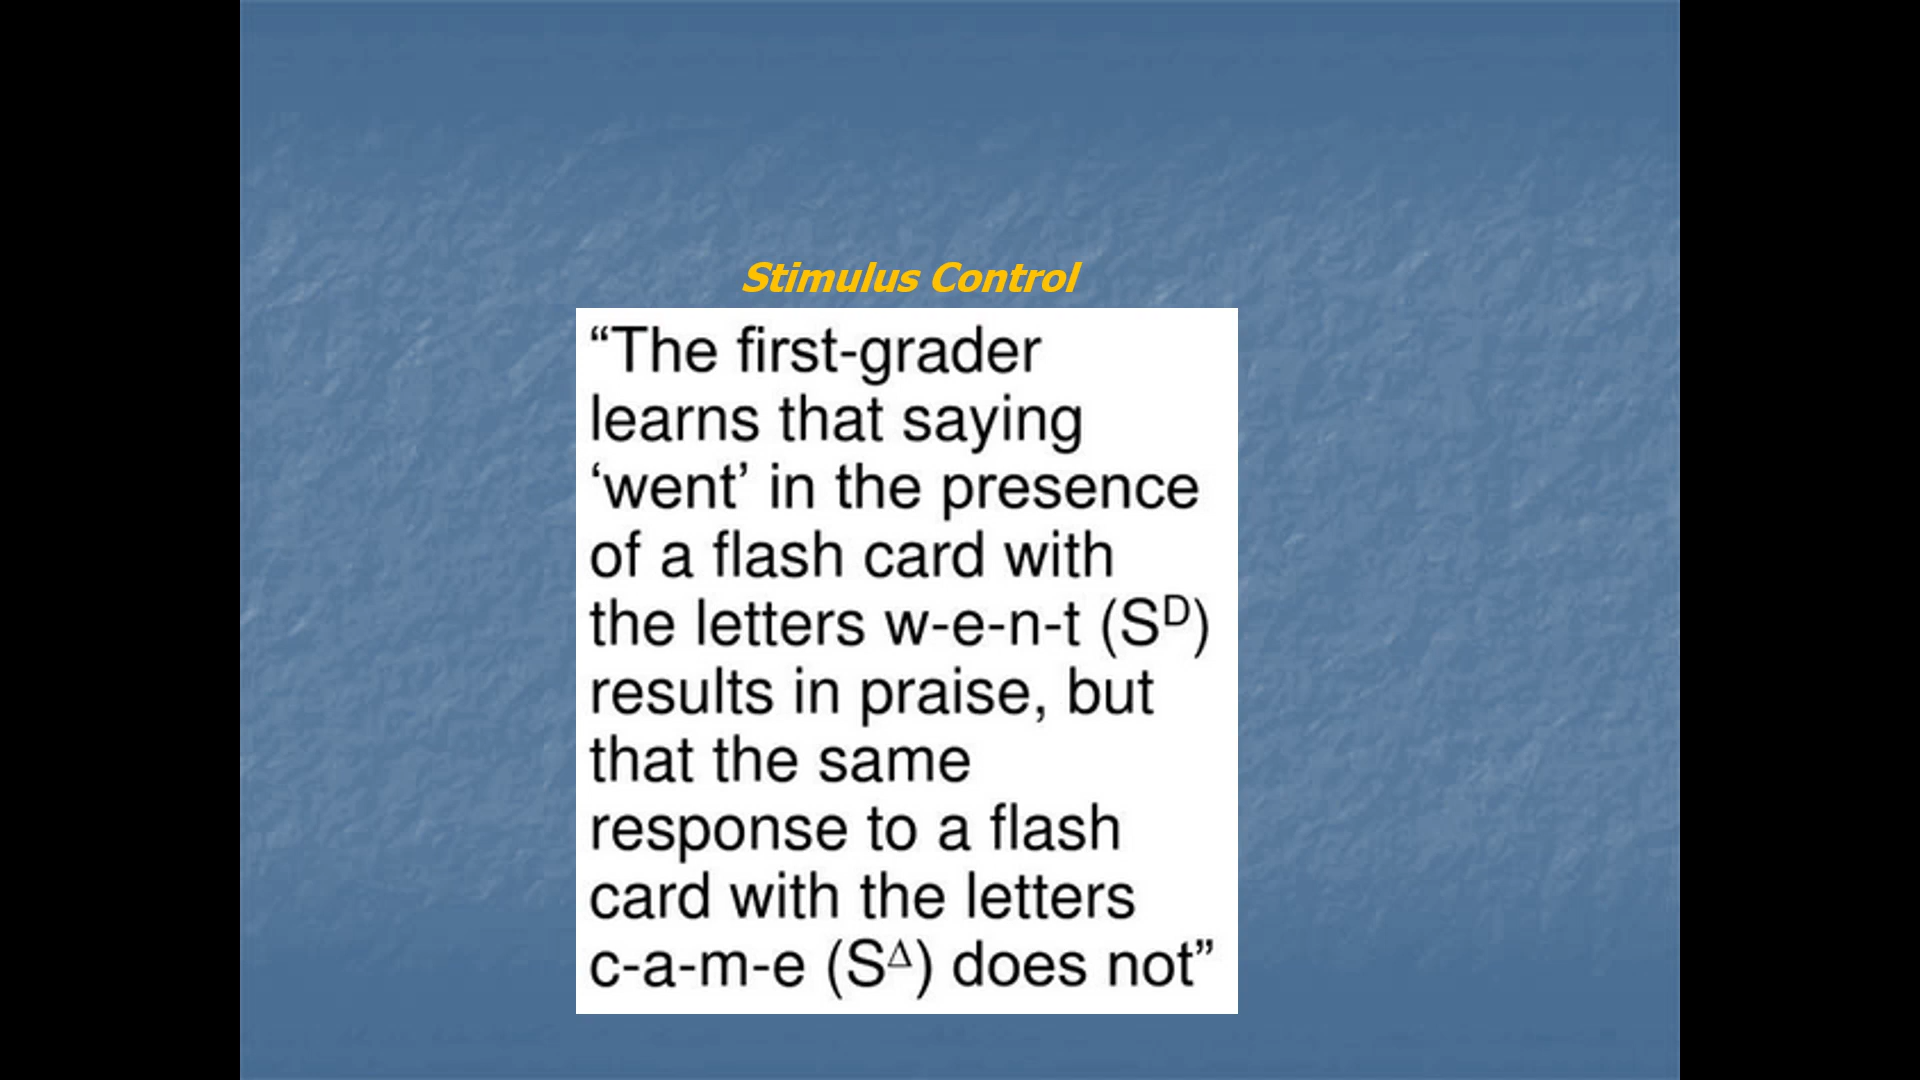 Stimulus Control
“The first-grader
learns that saying
‘went’ in the presence
of a flash card with
the letters w-e-n-t (Sᴰ)
results in praise, but
that the same
response to a flash
card with the letters
c-a-m-e (S^Δ) does not”